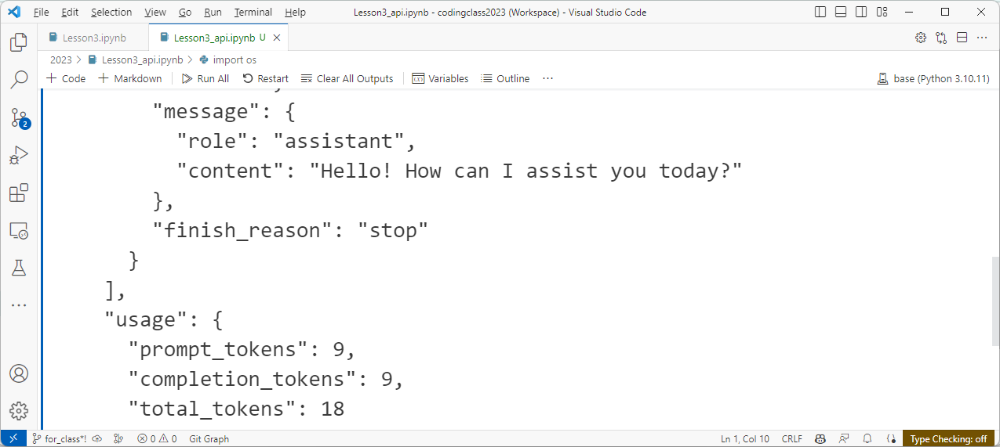 File Edit Selection View Go Run Terminal Help Lesson3_api.ipynb - codingclass2023 (Workspace) - Visual Studio Code
Lesson3.ipynb Lesson3_api.ipynb U
2023 > Lesson3_api.ipynb > import os
+ Code + Markdown Run All Restart Clear All Outputs Variables Outline ... base (Python 3.10.11)
"message": {
"role": "assistant",
"content": "Hello! How can I assist you today?"
},
"finish_reason": "stop"
}
],
"usage": {
"prompt_tokens": 9,
"completion_tokens": 9,
"total_tokens": 18
2
for_class*! 0 0 Git Graph Ln 1, Col 10 CRLF Type Checking: off